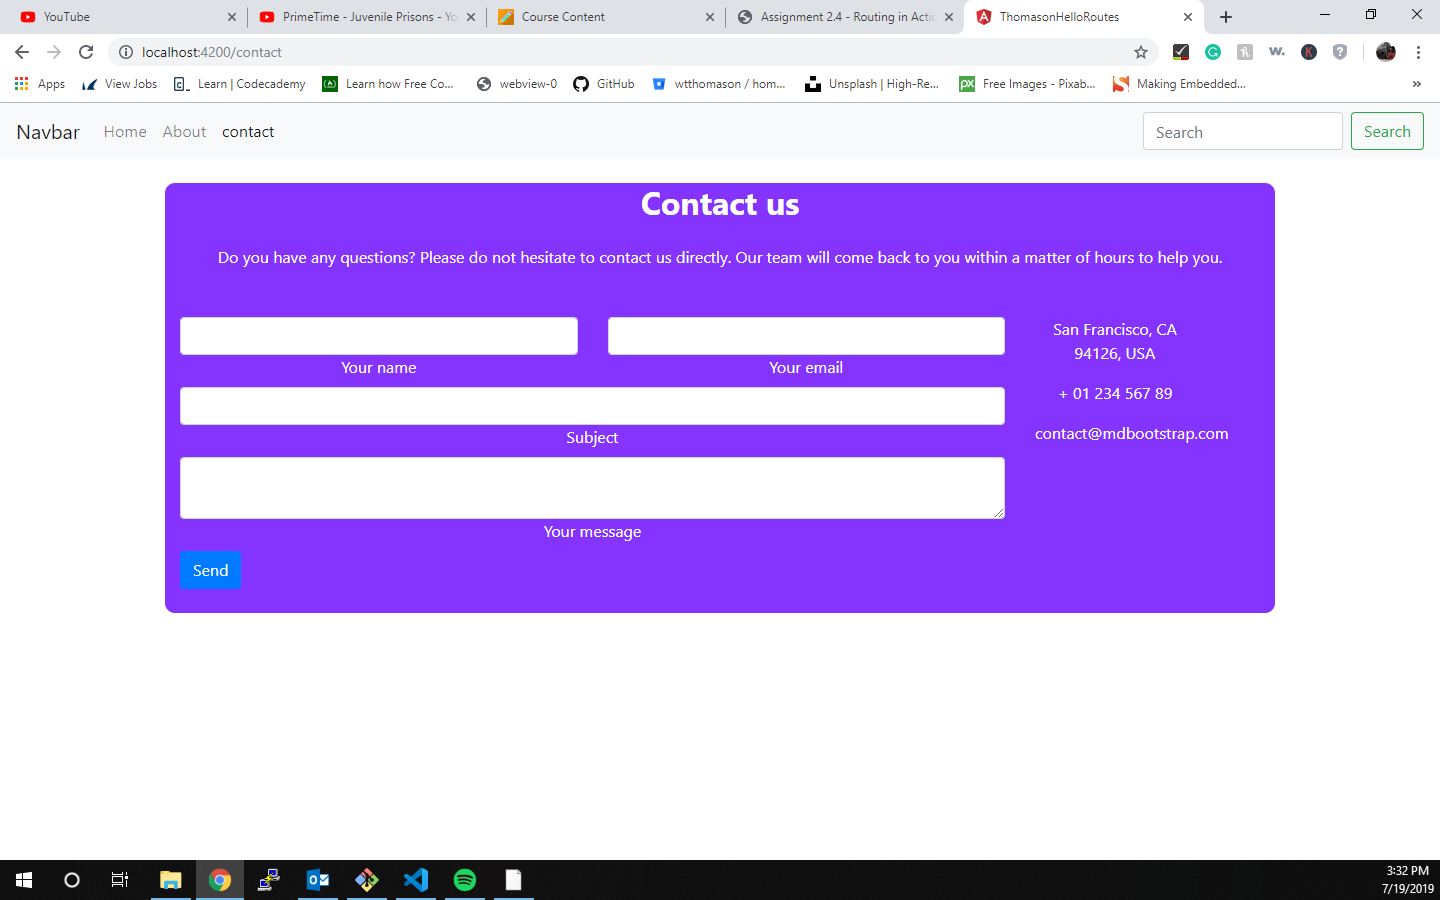 YouTube
PrimeTime - Juvenile Prisons - Yo
Course Content
Assignment 2.4 - Routing in Actio
ThomasonHelloRoutes
localhost:4200/contact
Apps
View Jobs
Learn | Codecademy
Learn how Free Co...
webview-0
GitHub
wtthomason / hom...
Unsplash | High-Re...
Free Images - Pixab...
Making Embedded...
»
Navbar Home About contact
Search
Search
Contact us
Do you have any questions? Please do not hesitate to contact us directly. Our team will come back to you within a matter of hours to help you.
Your name
Your email
Subject
Your message
Send
San Francisco, CA
94126, USA
+ 01 234 567 89
contact@mdbootstrap.com
3:32 PM
7/19/2019